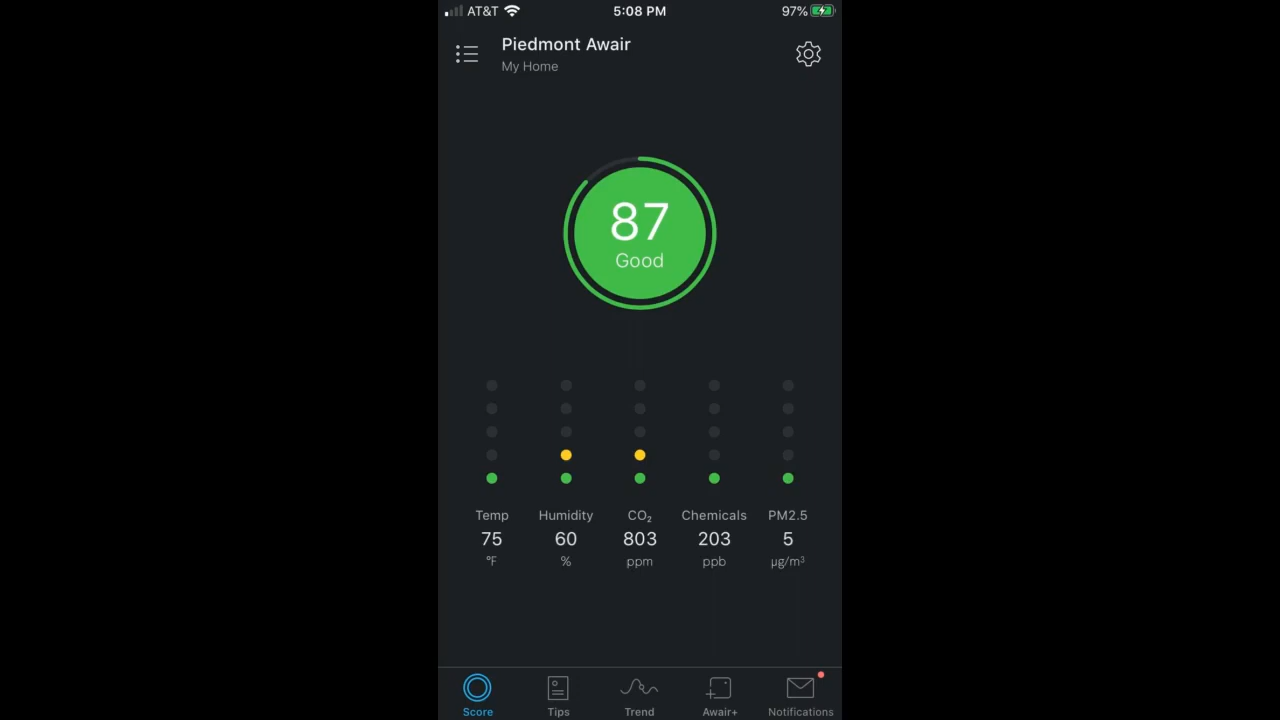 AT&T 5:08 PM 97%
Piedmont Awair
My Home
87
Good
Temp Humidity CO₂ Chemicals PM2.5
75 60 803 203 5
°F % ppm ppb µg/m³
Score Tips Trend Awair+ Notifications